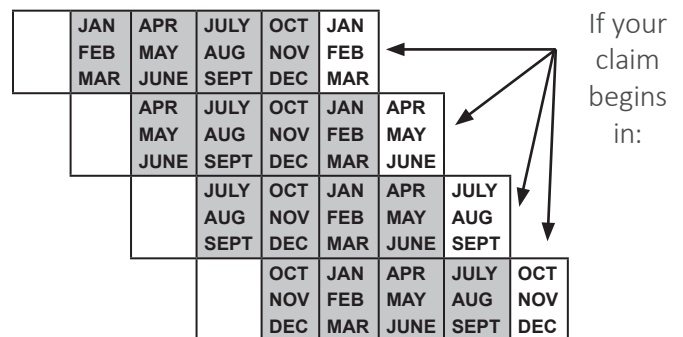 JAN APR JULY OCT JAN
FEB MAY AUG NOV FEB
MAR JUNE SEPT DEC MAR
APR JULY OCT JAN APR
MAY AUG NOV FEB MAY
JUNE SEPT DEC MAR JUNE
JULY OCT JAN APR JULY
AUG NOV FEB MAY AUG
SEPT DEC MAR JUNE SEPT
OCT JAN APR JULY OCT
NOV FEB MAY AUG NOV
DEC MAR JUNE SEPT DEC
If your
claim
begins
in: